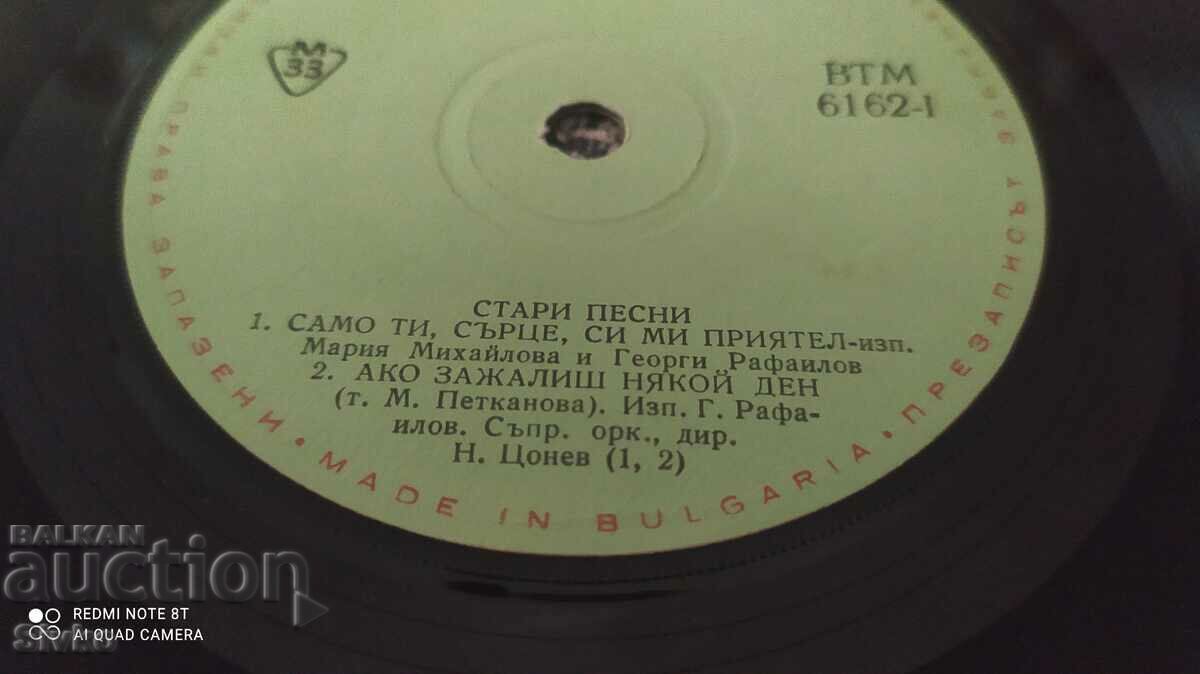 М
33
ВТМ
6162-I
СТАРИ ПЕСНИ
1. САМО ТИ, СЪРЦЕ, СИ МИ ПРИЯТЕЛ-изп.
Мария Михайлова и Георги Рафаилов
2. АКО ЗАЖАЛИШ НЯКОЙ ДЕН
(т. М. Петканова). Изп. Г. Рафа-
илов. Съпр. орк., дир.
Н. Цонев (1, 2)
ПРАВА ЗАПАЗЕНИ • MADE IN BULGARIA • ПРЕЗАПИСЪТ
BALKAN
auction
REDMI NOTE 8T
AI QUAD CAMERA
Sivko